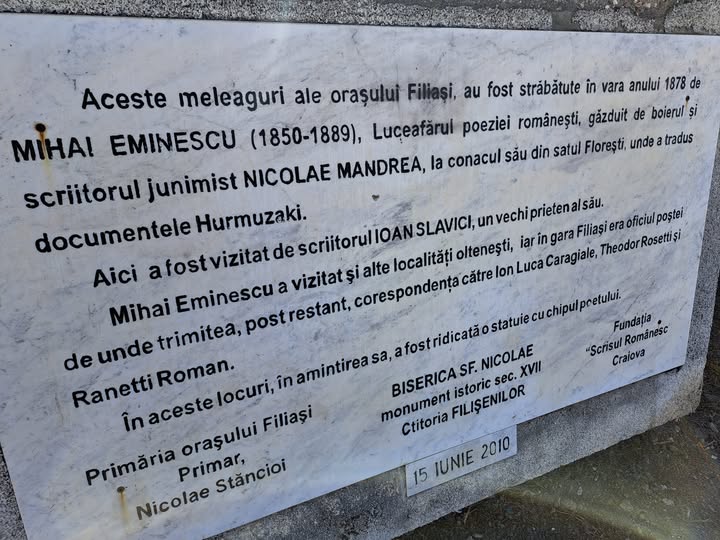 Aceste meleaguri ale orașului Filiași, au fost străbătute în vara anului 1878 de
MIHAI EMINESCU (1850-1889), Luceafărul poeziei românești, găzduit de boierul și
scriitorul junimist NICOLAE MANDREA, la conacul său din satul Florești, unde a tradus
documentele Hurmuzaki.
Aici a fost vizitat de scriitorul IOAN SLAVICI, un vechi prieten al său.
Mihai Eminescu a vizitat și alte localități oltenești, iar în gara Filiași era oficiul poștei
de unde trimitea, post restant, corespondența către Ion Luca Caragiale, Theodor Rosetti și
Ranetti Roman.
În aceste locuri, în amintirea sa, a fost ridicată o statuie cu chipul poetului.
Primăria orașului Filiași
Primar,
Nicolae Stăncioi
BISERICA SF. NICOLAE
monument istoric sec. XVII
Ctitoria FILIȘENILOR
Fundația
"Scrisul Românesc
Craiova
15 IUNIE 2010